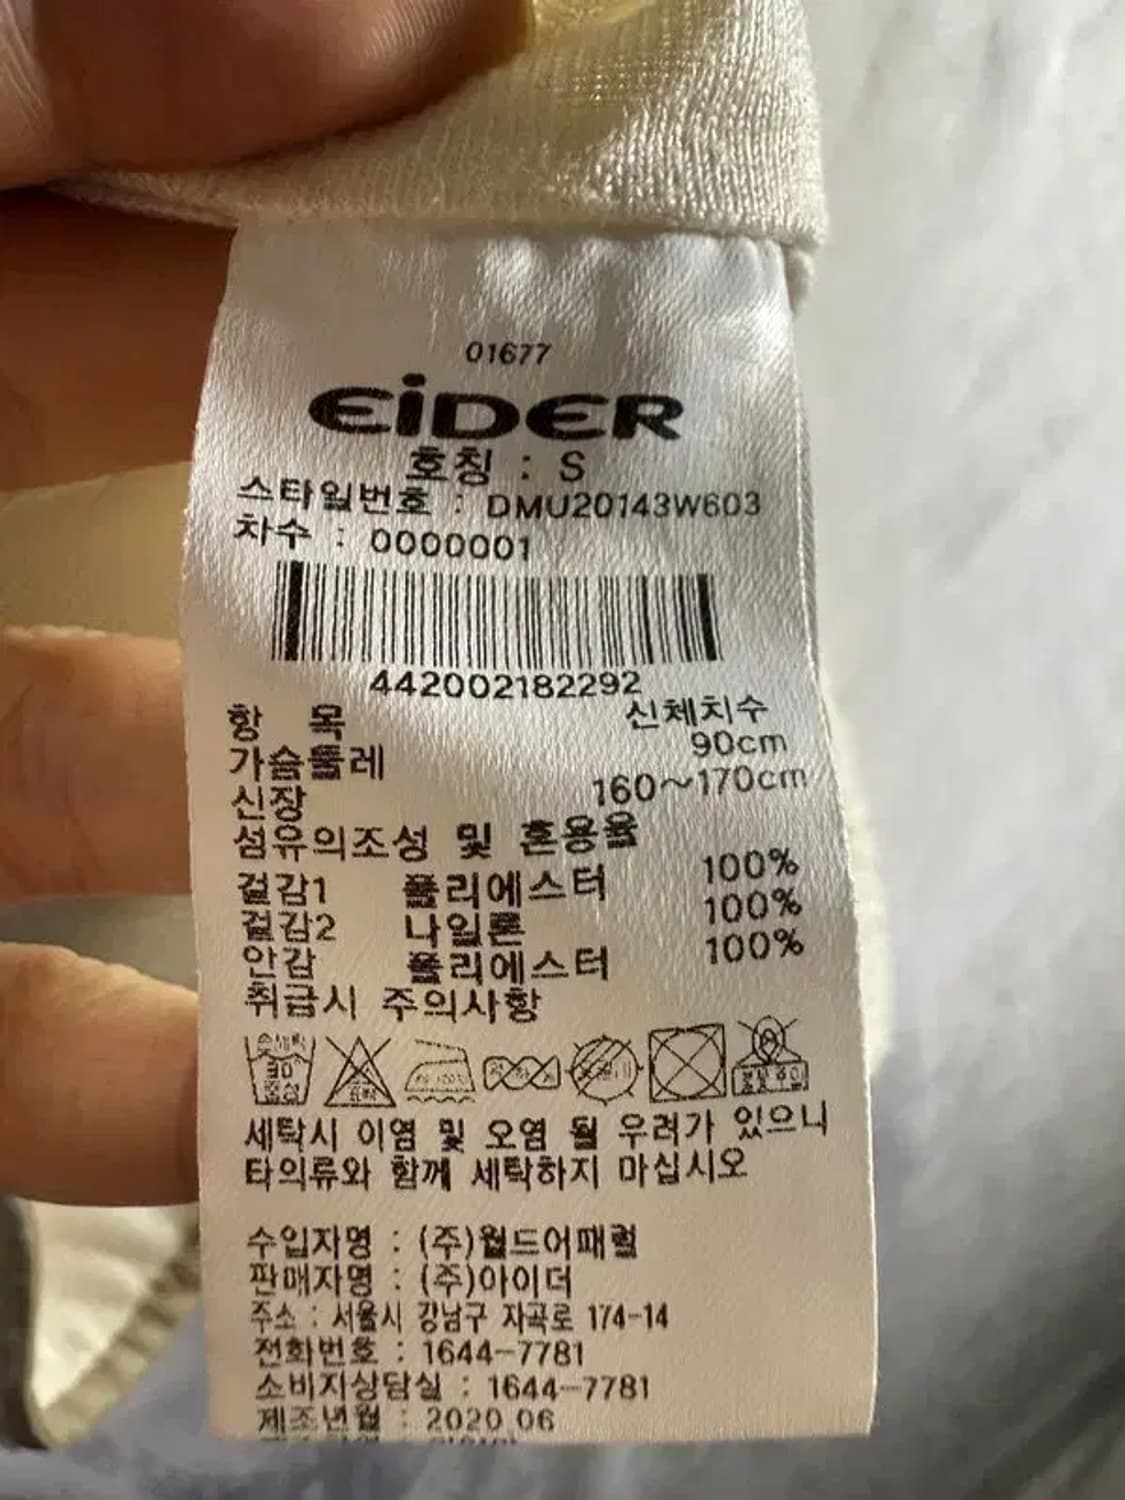 01677
EiDER
호칭 : S
스타일번호 : DMU20143W603
차수 : 0000001
442002182292
항 목 신체치수
가슴둘레 90cm
신장 160~170cm
섬유의조성 및 혼용율
겉감1 폴리에스터 100%
겉감2 나일론 100%
안감 폴리에스터 100%
취급시 주의사항
손세탁
30°
중성
세탁시 이염 및 오염 될 우려가 있으니
타의류와 함께 세탁하지 마십시오
수입자명 : (주)월드어패럴
판매자명 : (주)아이더
주소 : 서울시 강남구 자곡로 174-14
전화번호 : 1644-7781
소비자상담실 : 1644-7781
제조년월 : 2020.06